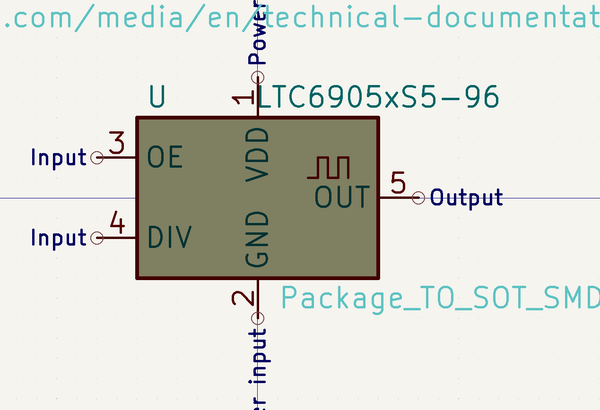 .com/media/en/technical-documentat
Power
1
U
LTC6905xS5-96
Input
3
OE
VDD
OUT
5
Output
Input
4
DIV
GND
2
Package_TO_SOT_SMD
input